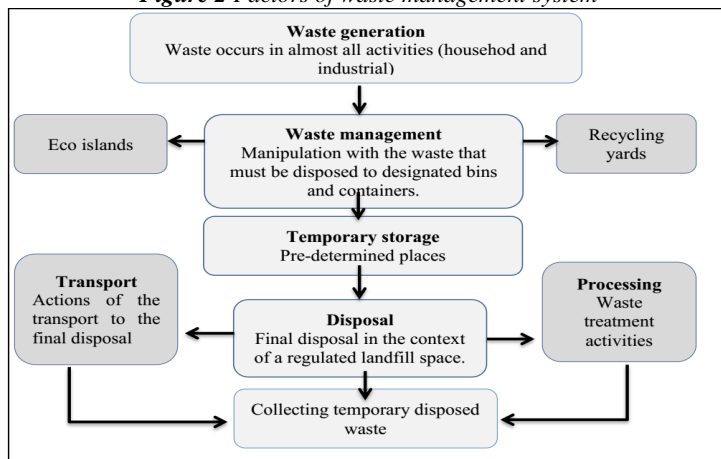 Figure 2 Factors of waste management system
Waste generation
Waste occurs in almost all activities (househod and
industrial)
Eco islands
Waste management
Manipulation with the waste that
must be disposed to designated bins
and containers.
Recycling
yards
Temporary storage
Pre-determined places
Transport
Actions of the
transport to the
final disposal
Disposal
Final disposal in the context
of a regulated landfill space.
Processing
Waste
treatment
activities
Collecting temporary disposed
waste